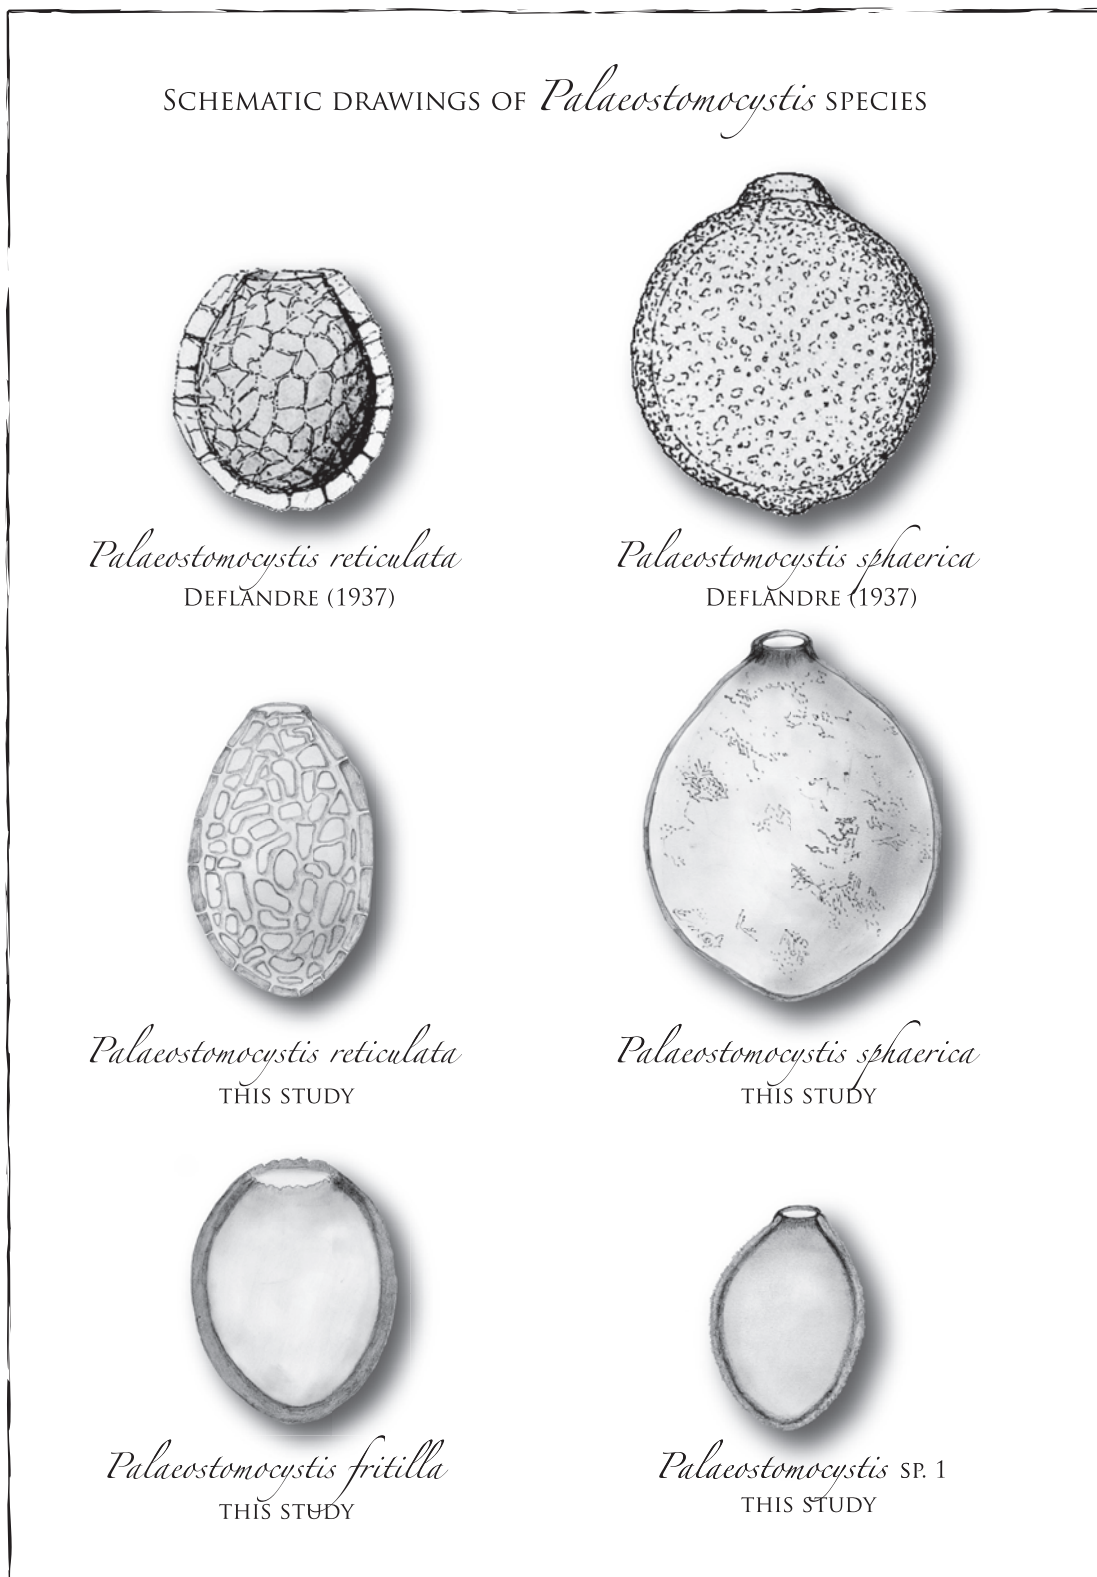 Schematic drawings of Palaeostomocystis species
Palaeostomocystis reticulata
Deflandre (1937)
Palaeostomocystis sphaerica
Deflandre (1937)
Palaeostomocystis reticulata
this study
Palaeostomocystis sphaerica
this study
Palaeostomocystis fritilla
this study
Palaeostomocystis sp. 1
this study